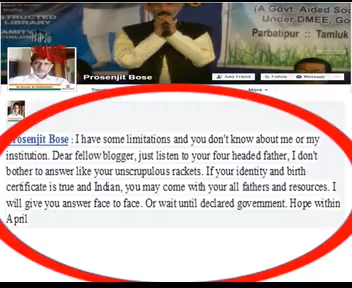 STRUCTED LIBRARY
(A Govt. Aided Soc
Under DMEE, Go
Parbatipur : Tamluk
Prosenjit Bose
Add Friend Follow Message
More
Prosenjit Bose : I have some limitations and you don't know about me or my
institution. Dear fellow blogger, just listen to your four headed father, I don't
bother to answer like your unscrupulous rackets. If your identity and birth
certificate is true and Indian, you may come with your all fathers and resources. I
will give you answer face to face. Or wait until declared government. Hope within
April